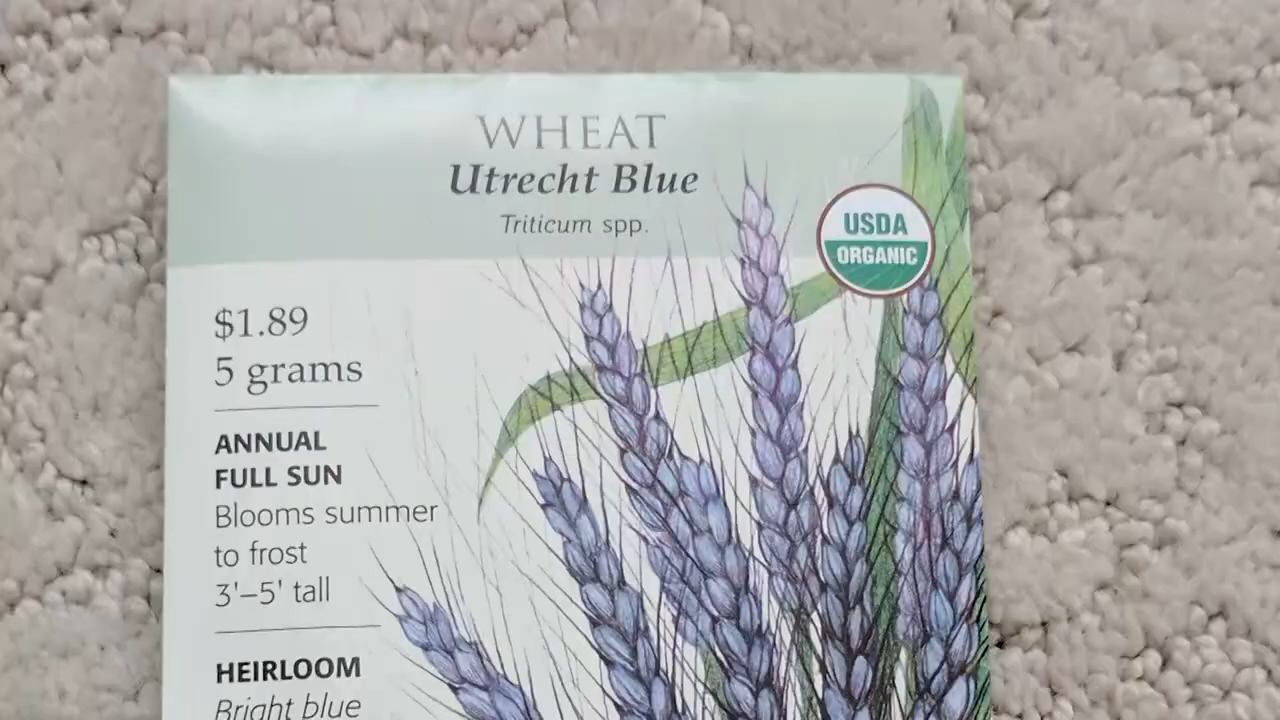 WHEAT
Utrecht Blue
Triticum spp.
USDA
ORGANIC
$1.89
5 grams
ANNUAL
FULL SUN
Blooms summer
to frost
3'–5' tall
HEIRLOOM
Bright blue